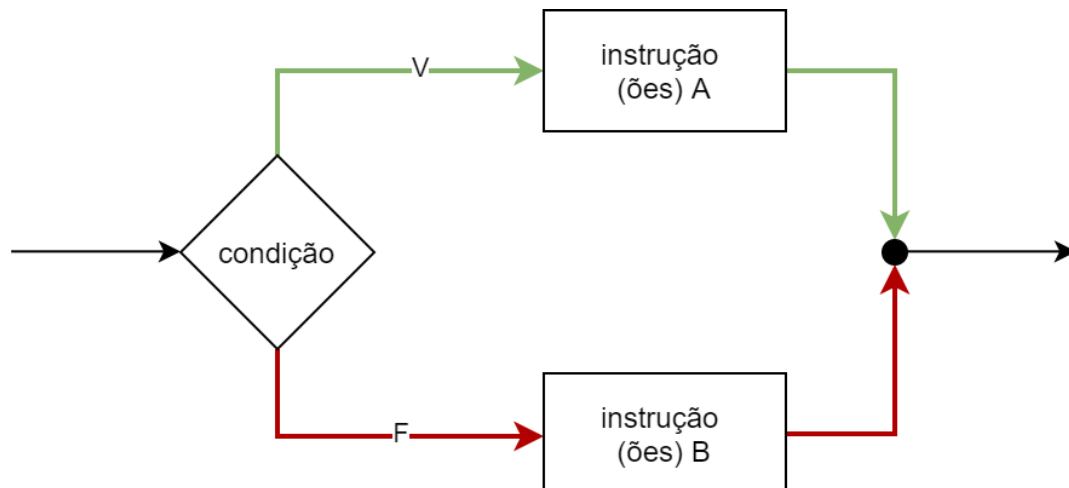 V
instrução
(ões) A
condição
F
instrução
(ões) B